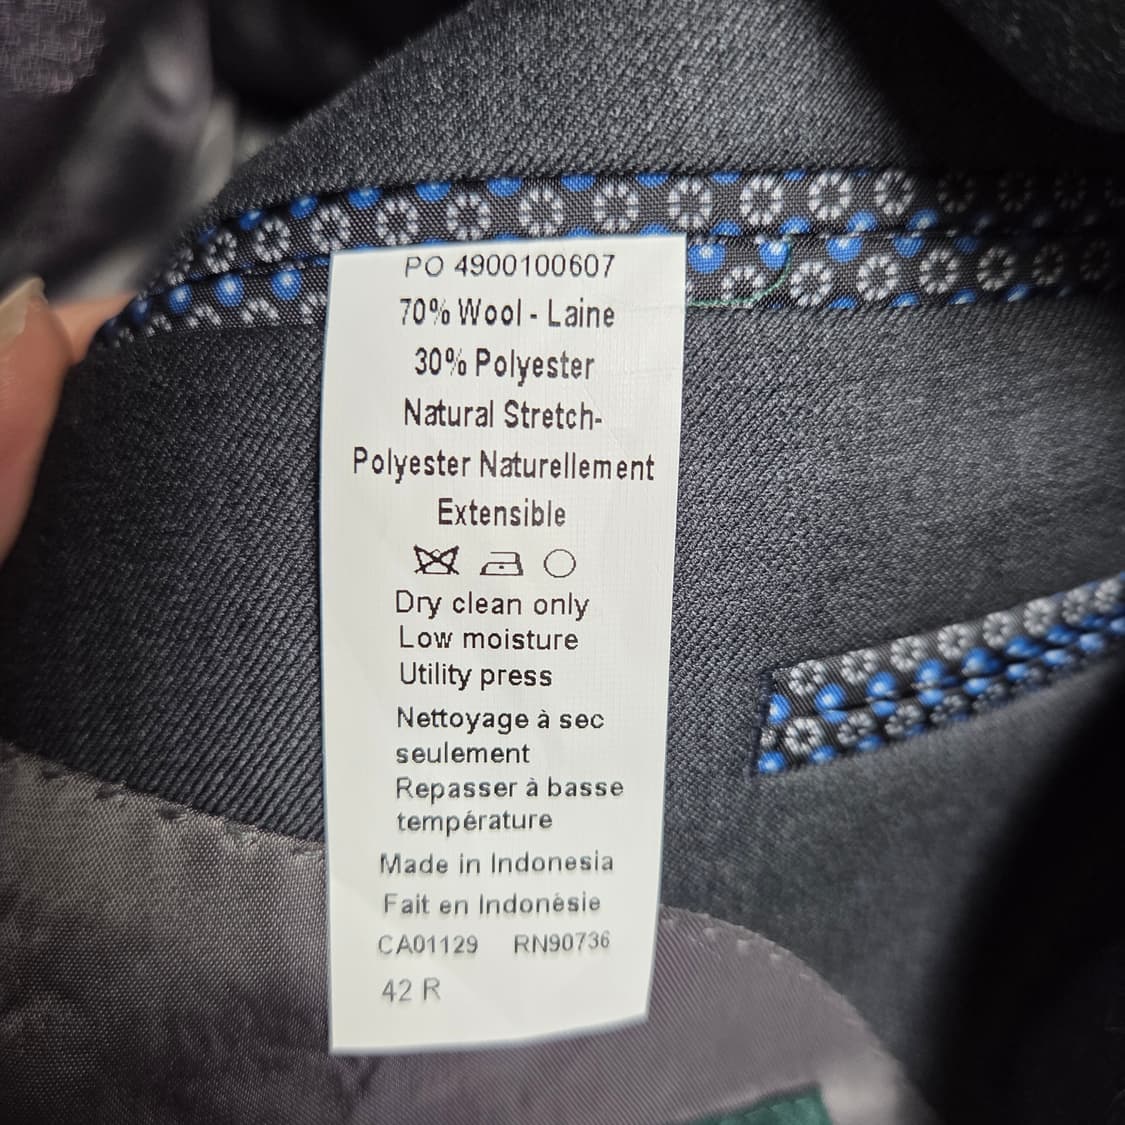 PO 4900100607
70% Wool - Laine
30% Polyester
Natural Stretch-
Polyester Naturellement
Extensible
Dry clean only
Low moisture
Utility press
Nettoyage à sec
seulement
Repasser à basse
température
Made in Indonesia
Fait en Indonésie
CA01129 RN90736
42 R